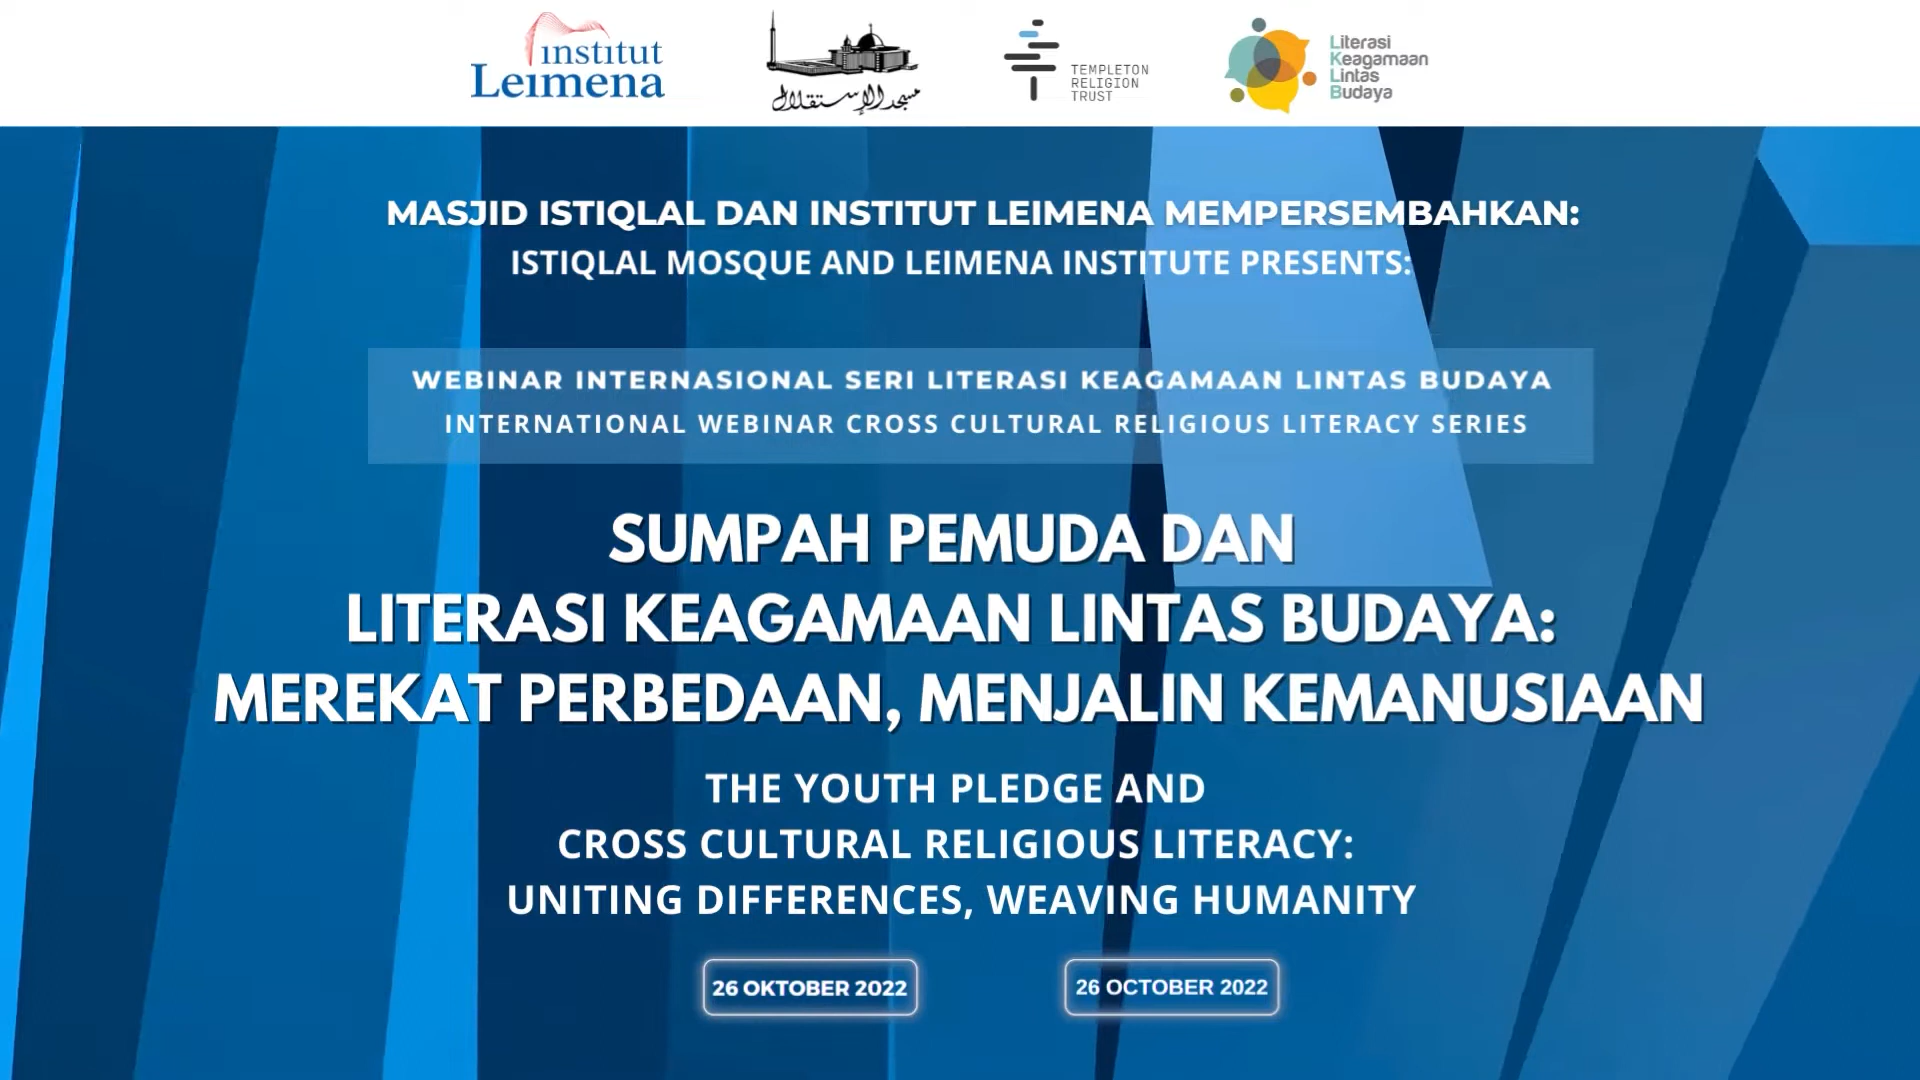 institut
Leimena
مسجد الإستقلال
TEMPLETON
RELIGION
TRUST
Literasi
Keagamaan
Lintas
Budaya
MASJID ISTIQLAL DAN INSTITUT LEIMENA MEMPERSEMBAHKAN:
ISTIQLAL MOSQUE AND LEIMENA INSTITUTE PRESENTS:
WEBINAR INTERNASIONAL SERI LITERASI KEAGAMAAN LINTAS BUDAYA
INTERNATIONAL WEBINAR CROSS CULTURAL RELIGIOUS LITERACY SERIES
SUMPAH PEMUDA DAN
LITERASI KEAGAMAAN LINTAS BUDAYA:
MEREKAT PERBEDAAN, MENJALIN KEMANUSIAAN
THE YOUTH PLEDGE AND
CROSS CULTURAL RELIGIOUS LITERACY:
UNITING DIFFERENCES, WEAVING HUMANITY
26 OKTOBER 2022
26 OCTOBER 2022